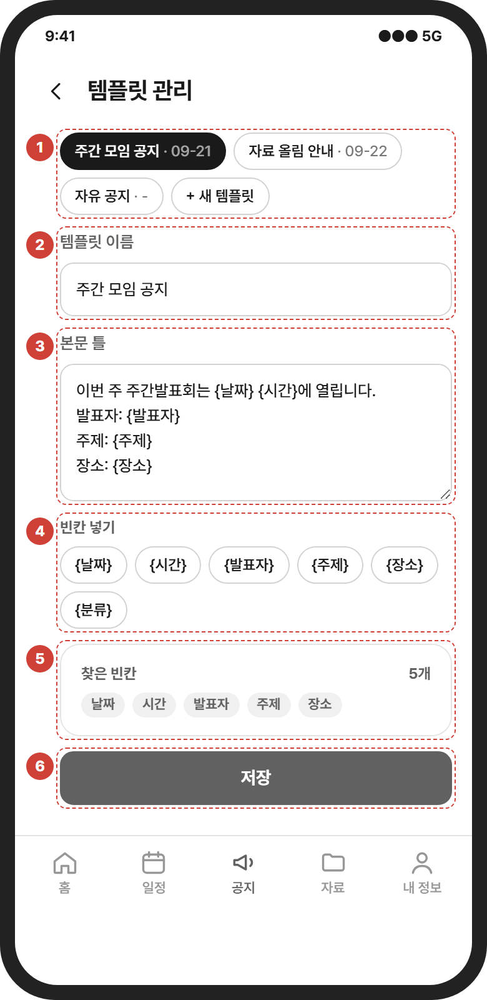 9:41
5G
템플릿 관리
1
주간 모임 공지 · 09-21
자료 올림 안내 · 09-22
자유 공지 · -
+ 새 템플릿
2
템플릿 이름
주간 모임 공지
3
본문 틀
이번 주 주간발표회는 {날짜} {시간}에 열립니다.
발표자: {발표자}
주제: {주제}
장소: {장소}
4
빈칸 넣기
{날짜} {시간} {발표자} {주제} {장소}
{분류}
5
찾은 빈칸 5개
날짜 시간 발표자 주제 장소
6
저장
홈 일정 공지 자료 내 정보